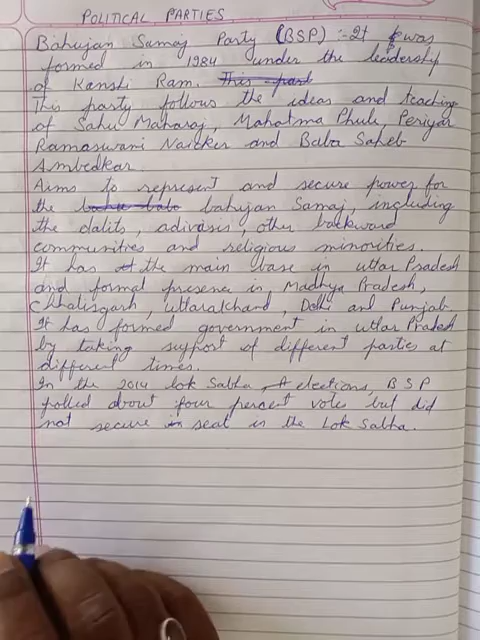 POLITICAL PARTIES
Bahujan Samaj Party (BSP) :- It was
formed in 1984 under the leadership
of Kanshi Ram. This part
This party follows the ideas and teaching
of Sahu Maharaj, Mahatma Phule, Periyar
Ramaswani Naicker and Baba Saheb
Ambedkar.
Aims to represent and secure power for
the bahujan Samaj, including
the dalits, adivasis, other backward
communities and religious minorities.
It has the main base in uttar Pradesh
and formal presence in, Madhya Pradesh,
Chhatisgarh, uttarakhand, Delhi and Punjab.
It has formed government in uttar Pradesh
by taking support of different parties at
different times.
In the 2014 lok Sabha elections, BSP
polled about four percent votes but did
not secure seat in the Lok Sabha.